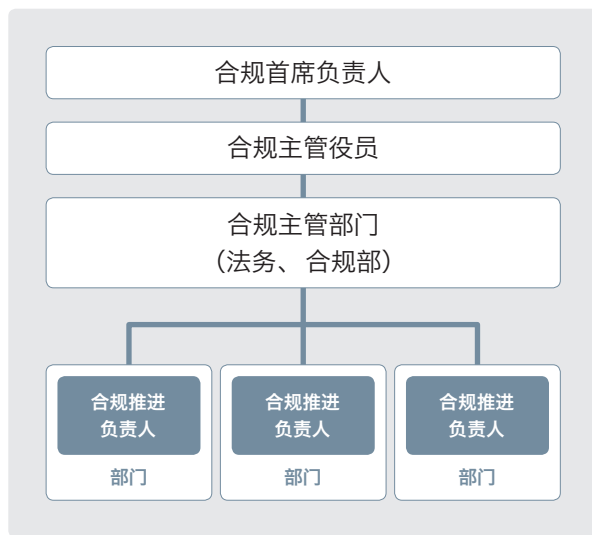 合规首席负责人
合规主管役员
合规主管部门
（法务、合规部）
合规推进
负责人
部门
合规推进
负责人
部门
合规推进
负责人
部门